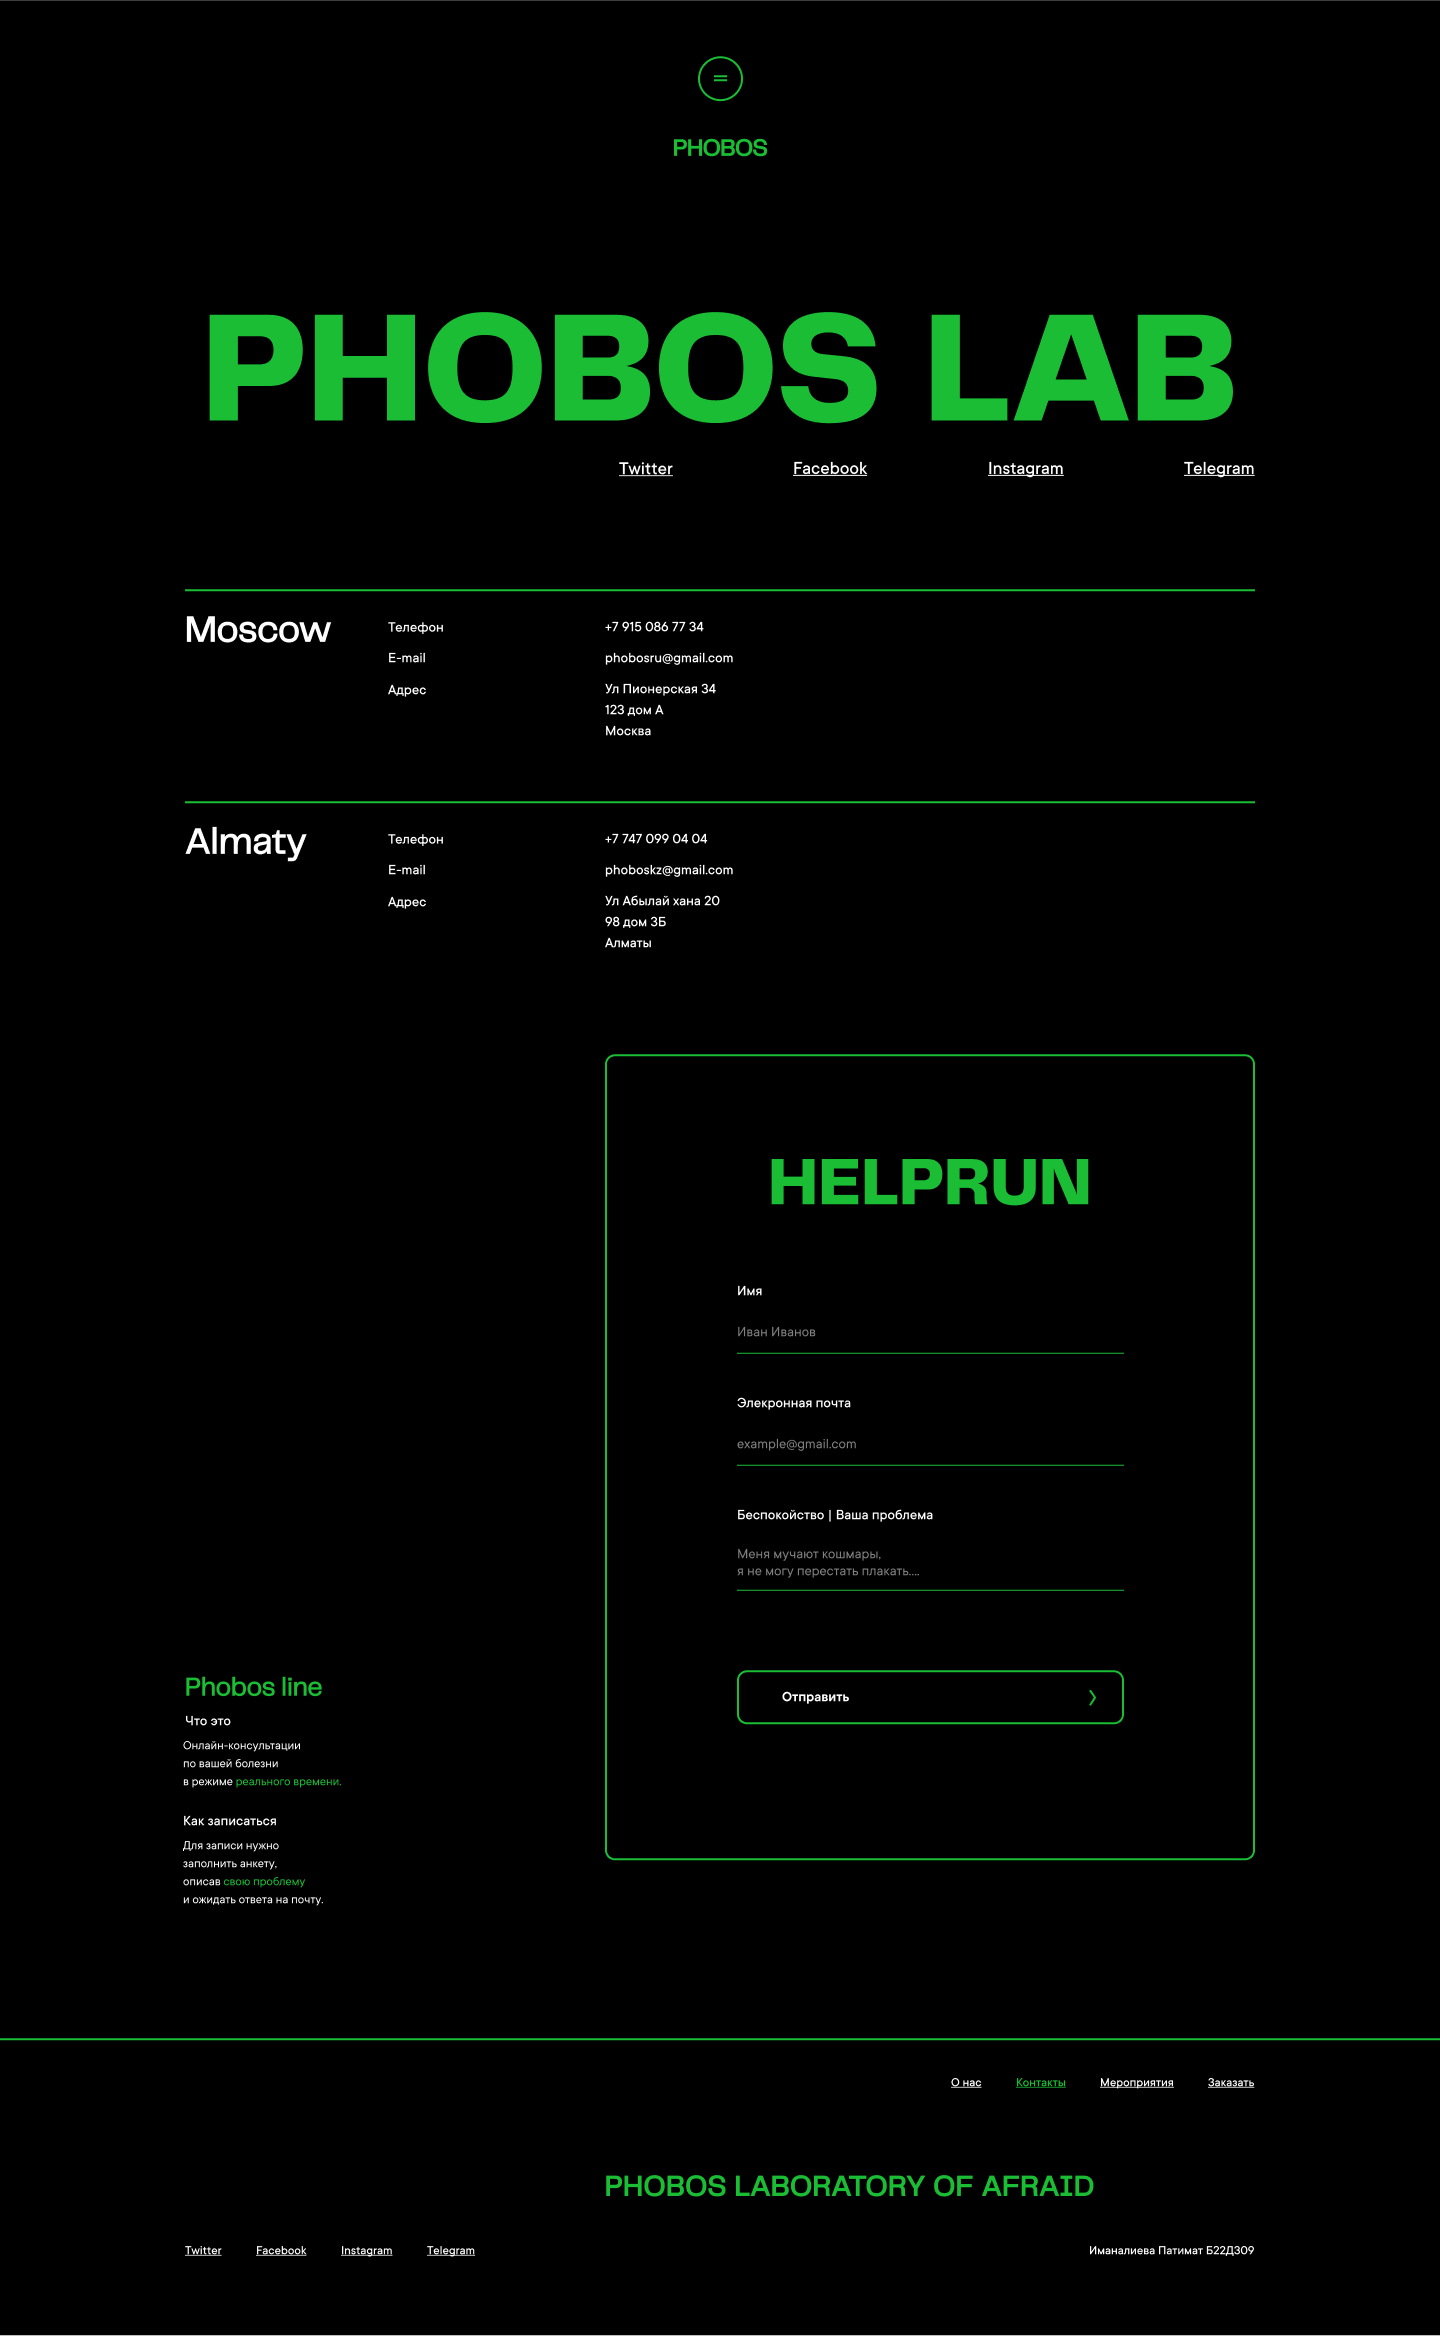 PHOBOS
PHOBOS LAB
Twitter Facebook Instagram Telegram
Moscow
Телефон +7 915 086 77 34
E-mail phobosru@gmail.com
Адрес Ул Пионерская 34
123 дом А
Москва
Almaty
Телефон +7 747 099 04 04
E-mail phoboskz@gmail.com
Адрес Ул Абылай хана 20
98 дом 3Б
Алматы
HELPRUN
Имя
Иван Иванов
Элекронная почта
example@gmail.com
Беспокойство | Ваша проблема
Меня мучают кошмары,
я не могу перестать плакать....
Отправить
Phobos line
Что это
Онлайн-консультации
по вашей болезни
в режиме реального времени.
Как записаться
Для записи нужно
заполнить анкету,
описав свою проблему
и ожидать ответа на почту.
О нас Контакты Мероприятия Заказать
PHOBOS LABORATORY OF AFRAID
Twitter Facebook Instagram Telegram
Иманалиева Патимат Б22Д309